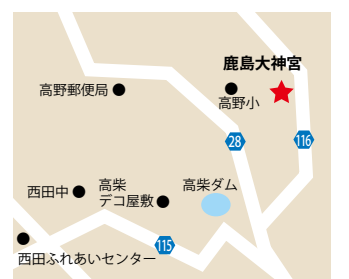 鹿島大神宮
高野郵便局
高野小
28
116
高柴
デコ屋敷
高柴ダム
西田中
115
西田ふれあいセンター